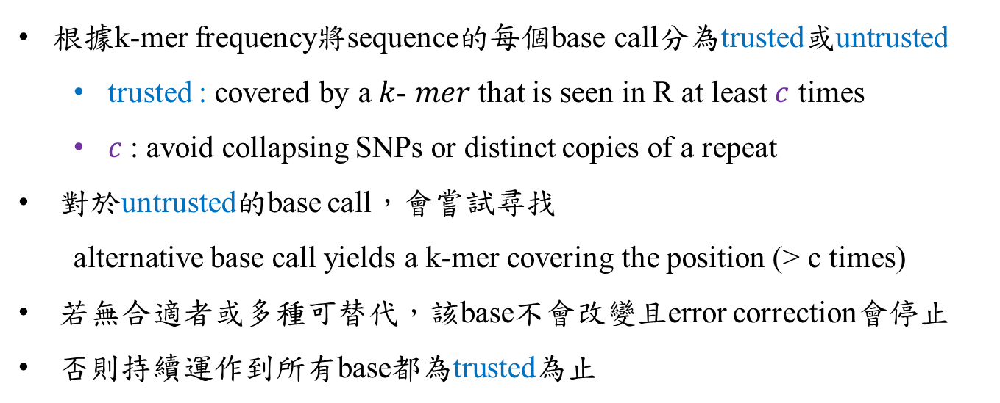 • 根據k-mer frequency將sequence的每個base call分為trusted或untrusted
• trusted : covered by a k- mer that is seen in R at least c times
• c : avoid collapsing SNPs or distinct copies of a repeat
• 對於untrusted的base call，會嘗試尋找
alternative base call yields a k-mer covering the position (> c times)
• 若無合適者或多種可替代，該base不會改變且error correction會停止
• 否則持續運作到所有base都為trusted為止